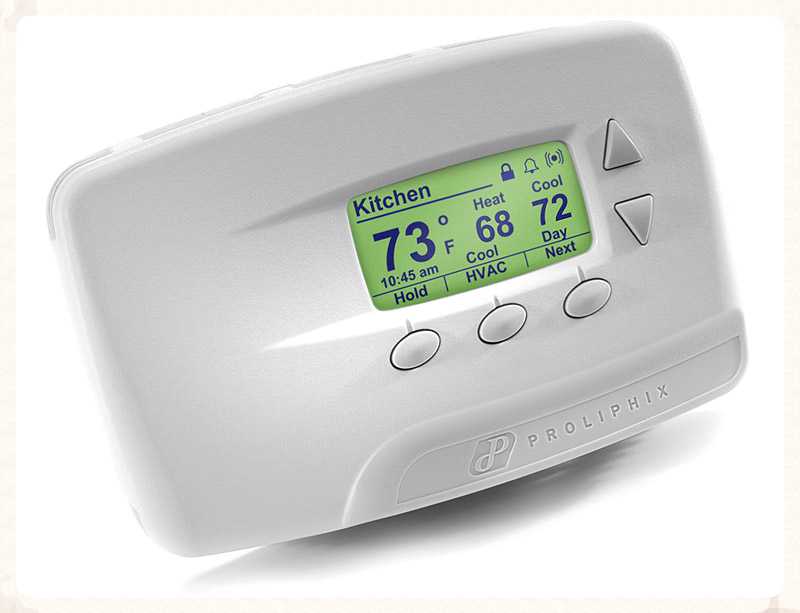 Kitchen
Cool
Heat
73° F 68 72
Cool Day
10:45 am
Hold HVAC Next
PROLIPHIX